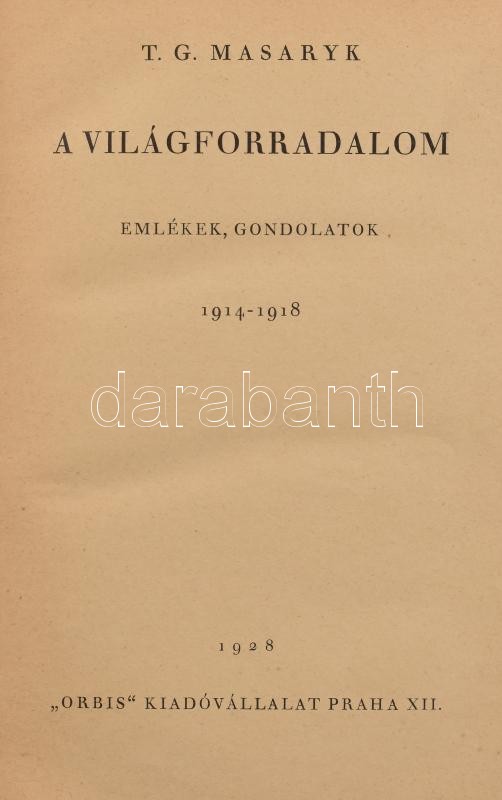 T. G. MASARYK
A VILÁGFORRADALOM
EMLÉKEK, GONDOLATOK
1914-1918
darabanth
1928
„ORBIS“ KIADÓVÁLLALAT PRAHA XII.